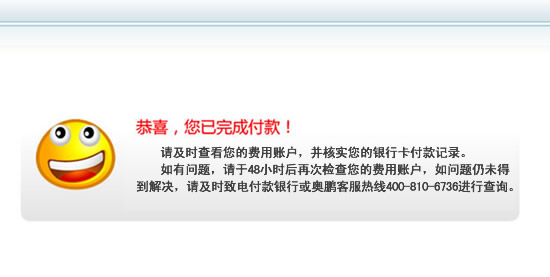 恭喜，您已完成付款！
请及时查看您的费用账户，并核实您的银行卡付款记录。
如有问题，请于48小时后再次检查您的费用账户，如问题仍未得
到解决，请及时致电付款银行或奥鹏客服热线400-810-6736进行查询。